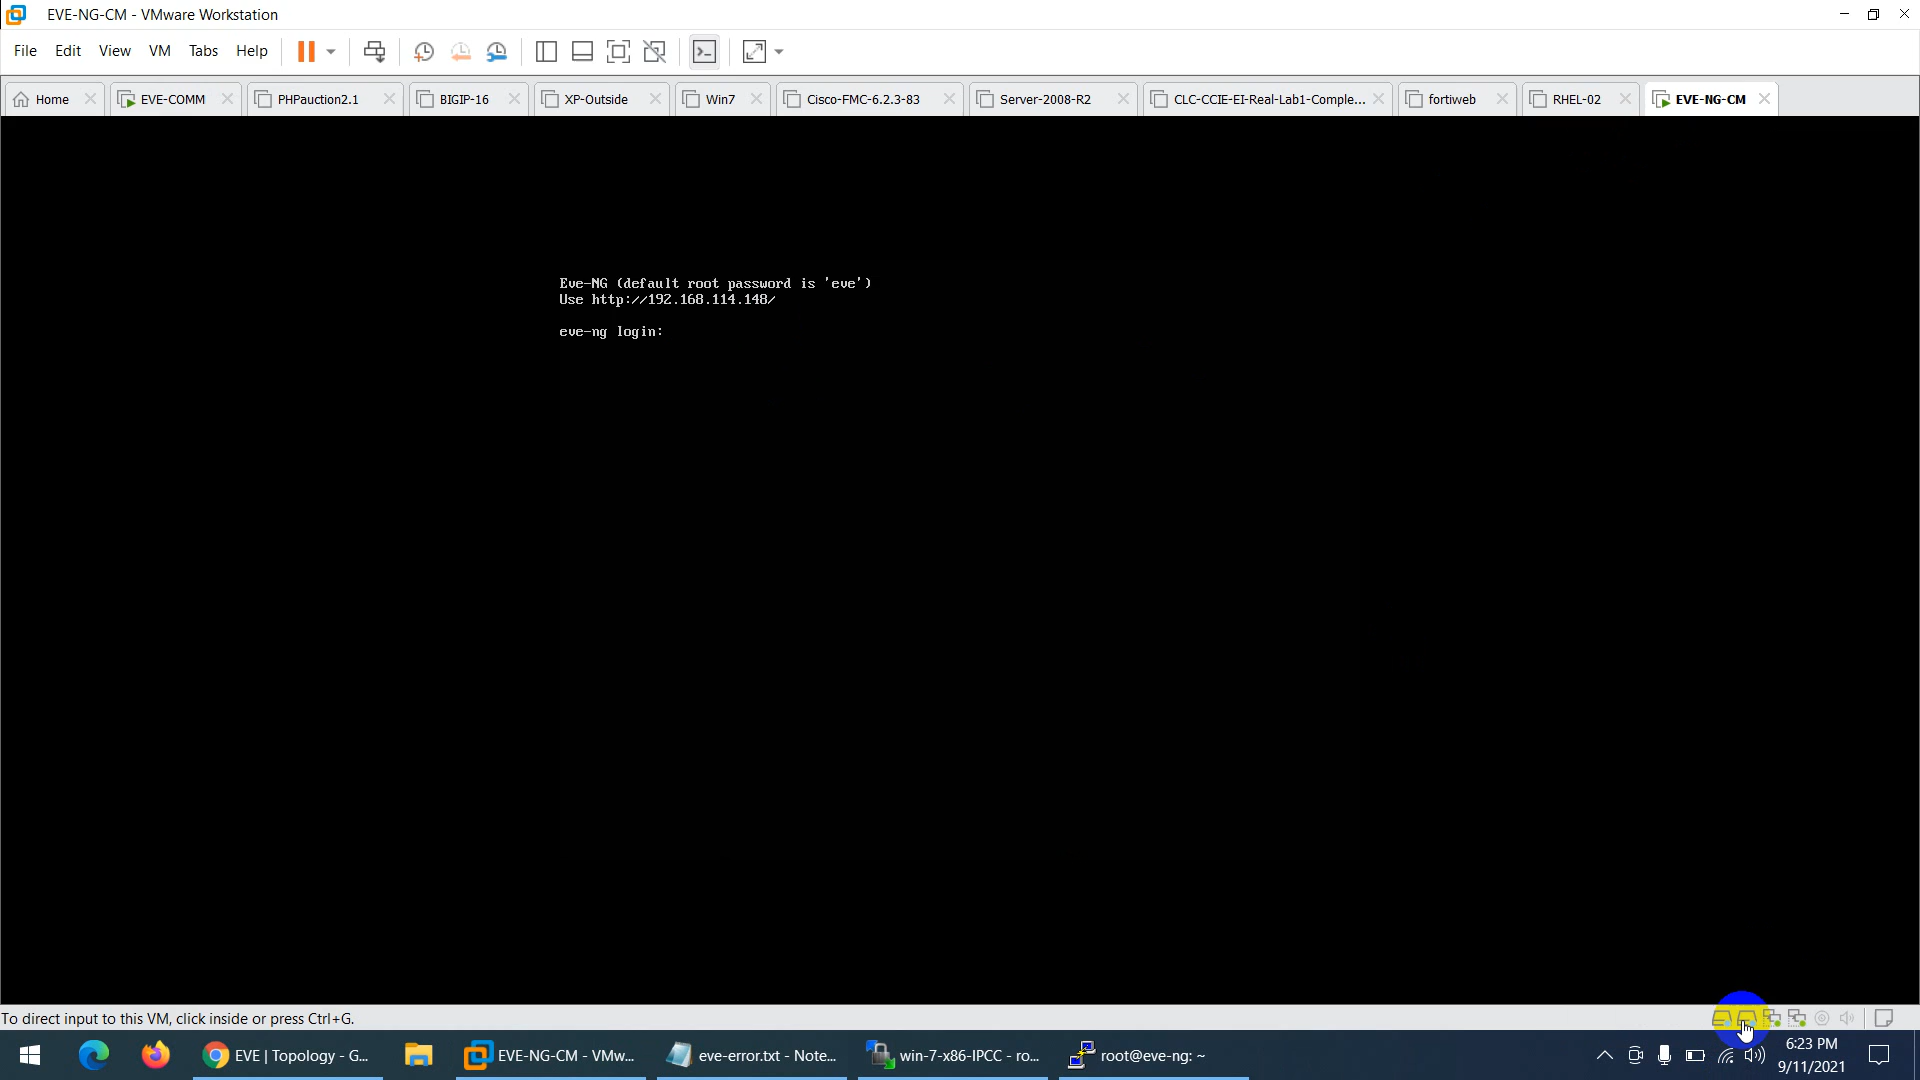 EVE-NG-CM - VMware Workstation
File Edit View VM Tabs Help
Home EVE-COMM PHPauction2.1 BIGIP-16 XP-Outside Win7 Cisco-FMC-6.2.3-83 Server-2008-R2 CLC-CCIE-EI-Real-Lab1-Comple... fortiweb RHEL-02 EVE-NG-CM
Eve-NG (default root password is 'eve')
Use http://192.168.114.148/
eve-ng login:
To direct input to this VM, click inside or press Ctrl+G.
EVE | Topology - G... EVE-NG-CM - VMw... eve-error.txt - Note... win-7-x86-IPCC - ro... root@eve-ng: ~
6:23 PM
9/11/2021